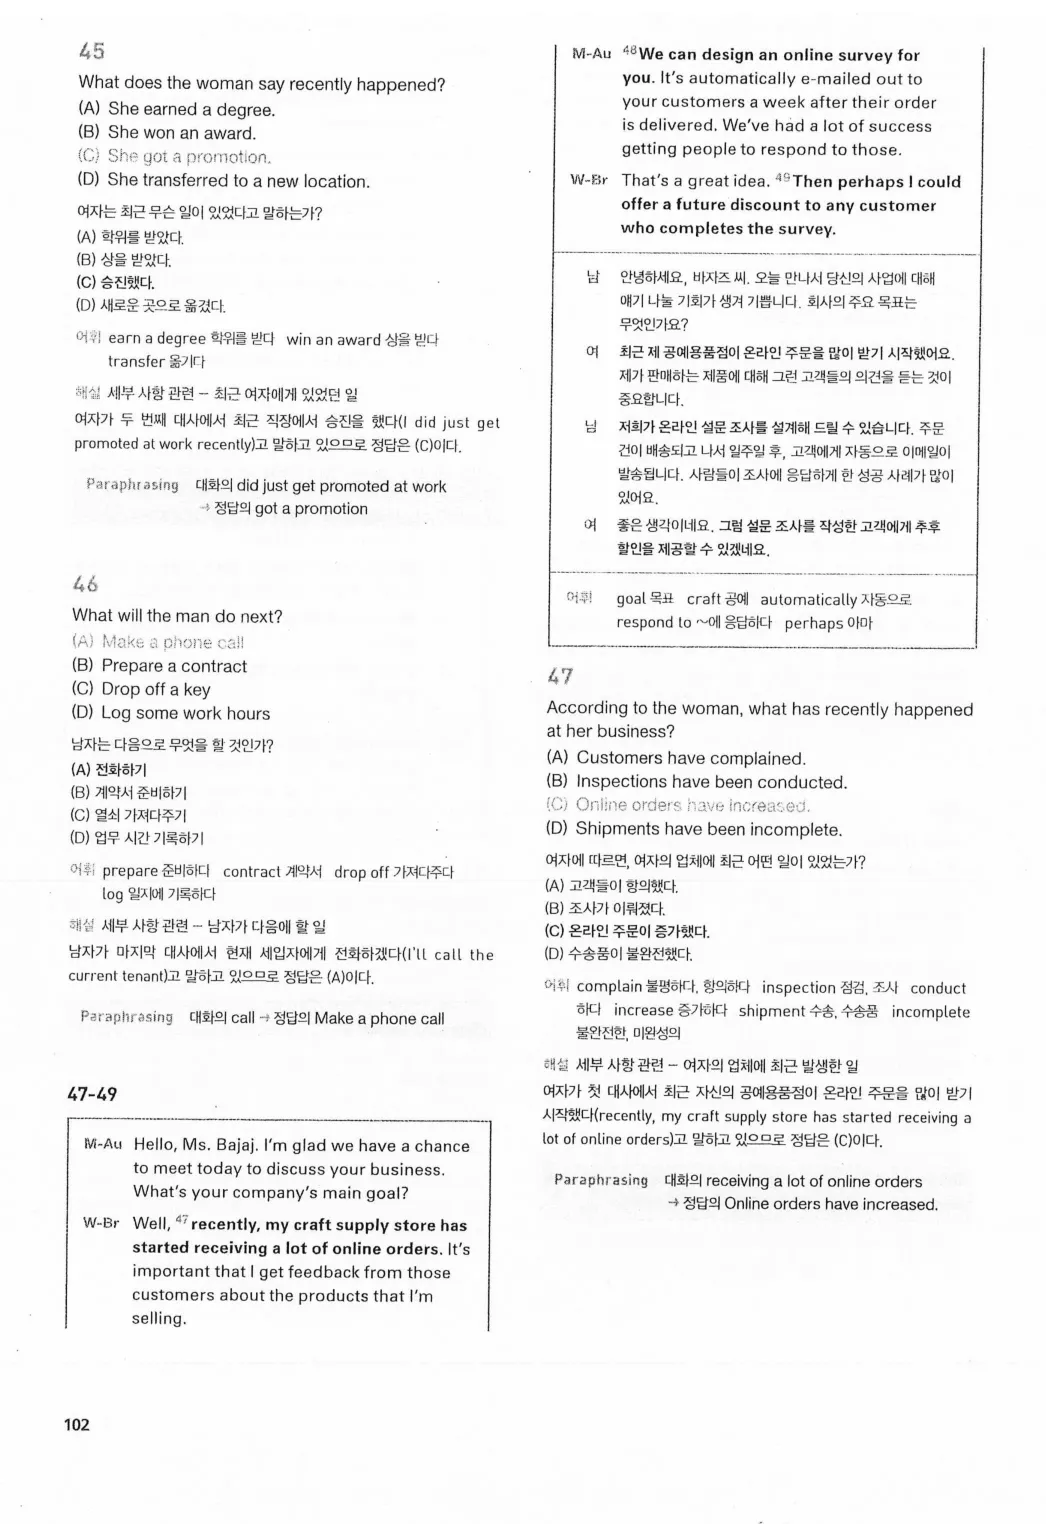 45
What does the woman say recently happened?
(A) She earned a degree.
(B) She won an award.
(C) She got a promotion.
(D) She transferred to a new location.
여자는 최근 무슨 일이 있었다고 말하는가?
(A) 학위를 받았다.
(B) 상을 받았다.
(C) 승진했다.
(D) 새로운 곳으로 옮겼다.
어휘 earn a degree 학위를 받다 win an award 상을 받다
transfer 옮기다
해설 세부 사항 관련 – 최근 여자에게 있었던 일
여자가 두 번째 대사에서 최근 직장에서 승진을 했다(I did just get
promoted at work recently)고 말하고 있으므로 정답은 (C)이다.
Paraphrasing 대화의 did just get promoted at work
→ 정답의 got a promotion
46
What will the man do next?
(A) Make a phone call
(B) Prepare a contract
(C) Drop off a key
(D) Log some work hours
남자는 다음으로 무엇을 할 것인가?
(A) 전화하기
(B) 계약서 준비하기
(C) 열쇠 가져다주기
(D) 업무 시간 기록하기
어휘 prepare 준비하다 contract 계약서 drop off 가져다주다
log 일지에 기록하다
해설 세부 사항 관련 – 남자가 다음에 할 일
남자가 마지막 대사에서 현재 세입자에게 전화하겠다(I'll call the
current tenant)고 말하고 있으므로 정답은 (A)이다.
Paraphrasing 대화의 call → 정답의 Make a phone call
47-49
M-Au Hello, Ms. Bajaj. I'm glad we have a chance
to meet today to discuss your business.
What's your company's main goal?
W-Br Well, 47 recently, my craft supply store has
started receiving a lot of online orders. It's
important that I get feedback from those
customers about the products that I'm
selling.
M-Au 48 We can design an online survey for
you. It's automatically e-mailed out to
your customers a week after their order
is delivered. We've had a lot of success
getting people to respond to those.
W-Br That's a great idea. 49 Then perhaps I could
offer a future discount to any customer
who completes the survey.
남 안녕하세요, 바자즈 씨. 오늘 만나서 당신의 사업에 대해
얘기 나눌 기회가 생겨 기쁩니다. 회사의 주요 목표는
무엇인가요?
여 최근 제 공예용품점이 온라인 주문을 많이 받기 시작했어요.
제가 판매하는 제품에 대해 그런 고객들의 의견을 듣는 것이
중요합니다.
남 저희가 온라인 설문 조사를 설계해 드릴 수 있습니다. 주문
건이 배송되고 나서 일주일 후, 고객에게 자동으로 이메일이
발송됩니다. 사람들이 조사에 응답하게 한 성공 사례가 많이
있어요.
여 좋은 생각이네요. 그럼 설문 조사를 작성한 고객에게 추후
할인을 제공할 수 있겠네요.
어휘 goal 목표 craft 공예 automatically 자동으로
respond to ~에 응답하다 perhaps 아마
47
According to the woman, what has recently happened
at her business?
(A) Customers have complained.
(B) Inspections have been conducted.
(C) Online orders have increased.
(D) Shipments have been incomplete.
여자에 따르면, 여자의 업체에 최근 어떤 일이 있었는가?
(A) 고객들이 항의했다.
(B) 조사가 이뤄졌다.
(C) 온라인 주문이 증가했다.
(D) 수송품이 불완전했다.
어휘 complain 불평하다, 항의하다 inspection 점검, 조사 conduct
하다 increase 증가하다 shipment 수송, 수송품 incomplete
불완전한, 미완성의
해설 세부 사항 관련 – 여자의 업체에 최근 발생한 일
여자가 첫 대사에서 최근 자신의 공예용품점이 온라인 주문을 많이 받기
시작했다(recently, my craft supply store has started receiving a
lot of online orders)고 말하고 있으므로 정답은 (C)이다.
Paraphrasing 대화의 receiving a lot of online orders
→ 정답의 Online orders have increased.
102